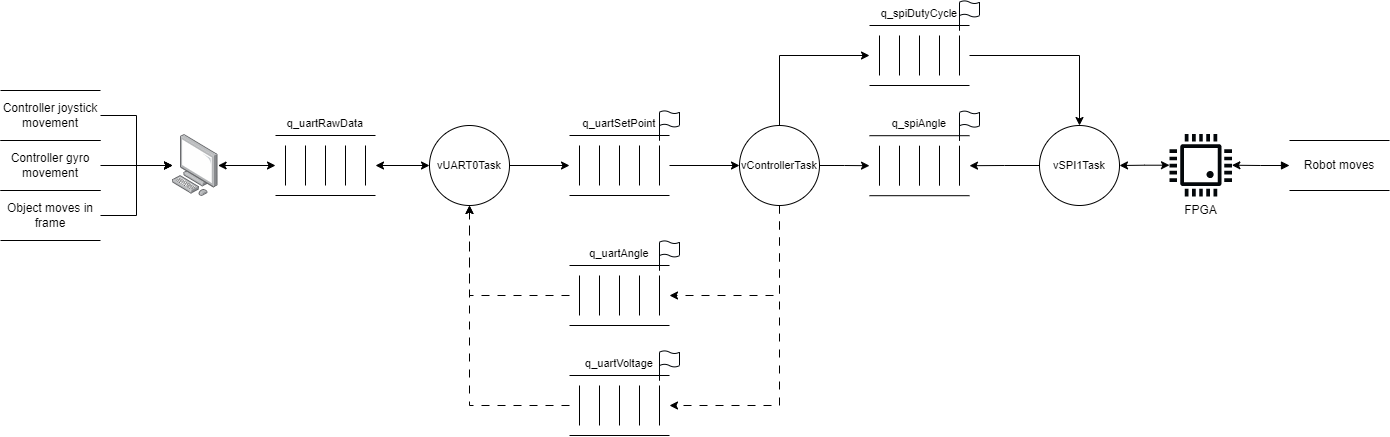 q_spiDutyCycle
Controller joystick
movement
Controller gyro
movement
Object moves in
frame
q_uartRawData
vUART0Task
q_uartSetPoint
vControllerTask
q_spiAngle
vSPI1Task
FPGA
Robot moves
q_uartAngle
q_uartVoltage